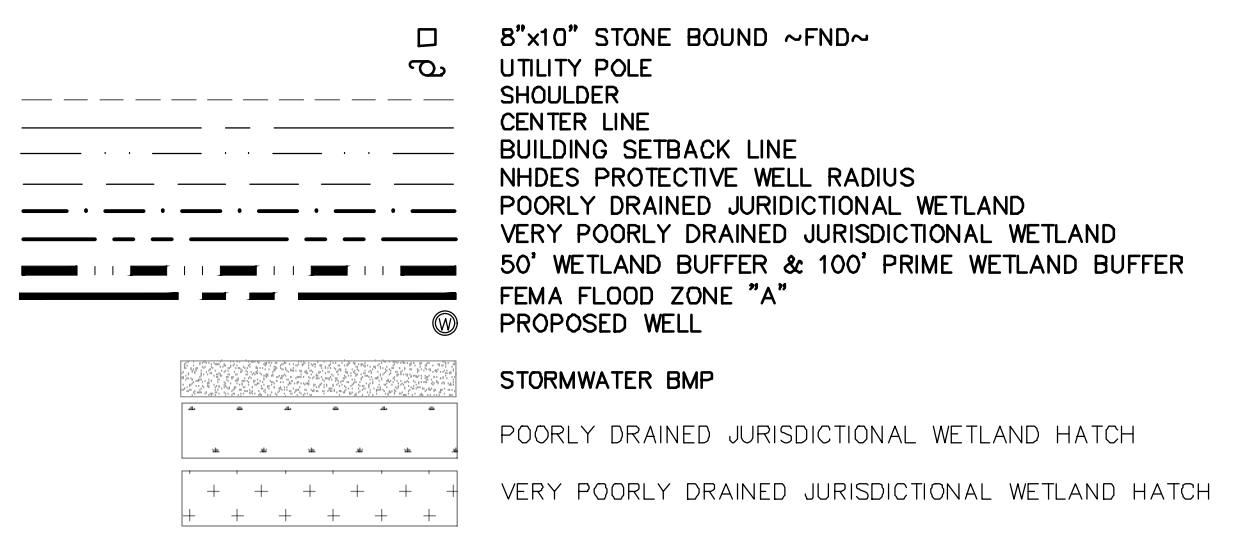 8"x10" STONE BOUND ~FND~
UTILITY POLE
SHOULDER
CENTER LINE
BUILDING SETBACK LINE
NHDES PROTECTIVE WELL RADIUS
POORLY DRAINED JURIDICTIONAL WETLAND
VERY POORLY DRAINED JURISDICTIONAL WETLAND
50' WETLAND BUFFER & 100' PRIME WETLAND BUFFER
FEMA FLOOD ZONE "A"
W PROPOSED WELL
STORMWATER BMP
POORLY DRAINED JURISDICTIONAL WETLAND HATCH
VERY POORLY DRAINED JURISDICTIONAL WETLAND HATCH